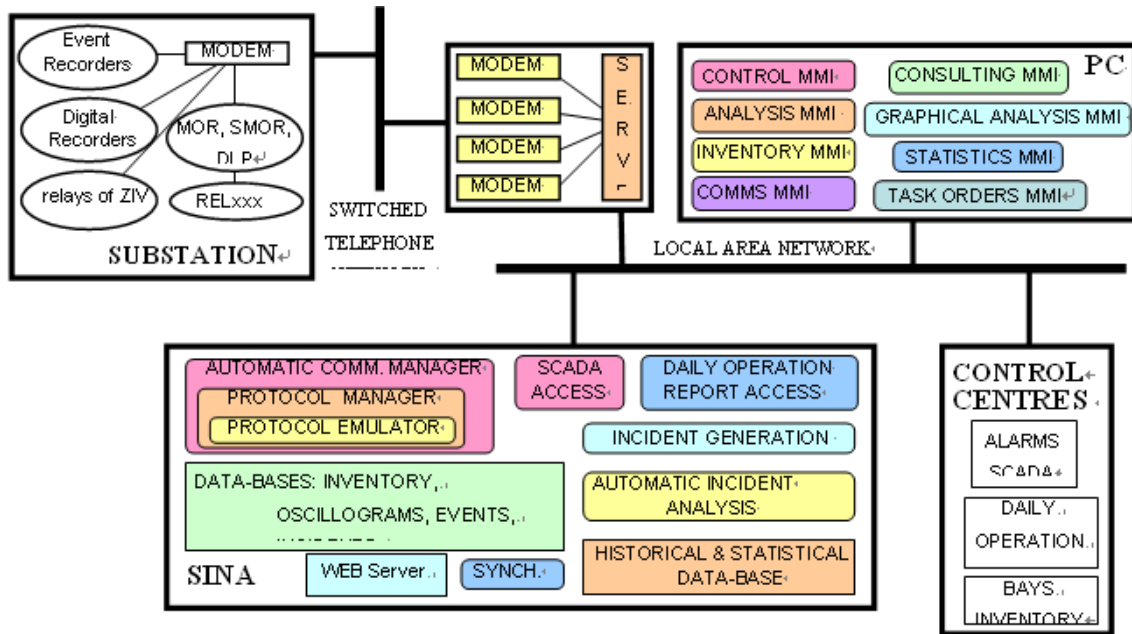 Event
Recorders
MODEM
Digital
Recorders
MOR, SMOR,
DLP
relays of ZIV
RELxxx
SUBSTATION
SWITCHED
TELEPHONE
MODEM
MODEM
MODEM
MODEM
S
E
R
V
PC
CONTROL MMI
CONSULTING MMI
ANALYSIS MMI
GRAPHICAL ANALYSIS MMI
INVENTORY MMI
STATISTICS MMI
COMMS MMI
TASK ORDERS MMI
LOCAL AREA NETWORK
AUTOMATIC COMM. MANAGER
PROTOCOL MANAGER
PROTOCOL EMULATOR
SCADA
ACCESS
DAILY OPERATION
REPORT ACCESS
INCIDENT GENERATION
DATA-BASES: INVENTORY,
OSCILLOGRAMS, EVENTS,
AUTOMATIC INCIDENT
ANALYSIS
SINA
WEB Server
SYNCH.
HISTORICAL & STATISTICAL
DATA-BASE
CONTROL
CENTRES
ALARMS
SCADA
DAILY
OPERATION
BAYS
INVENTORY